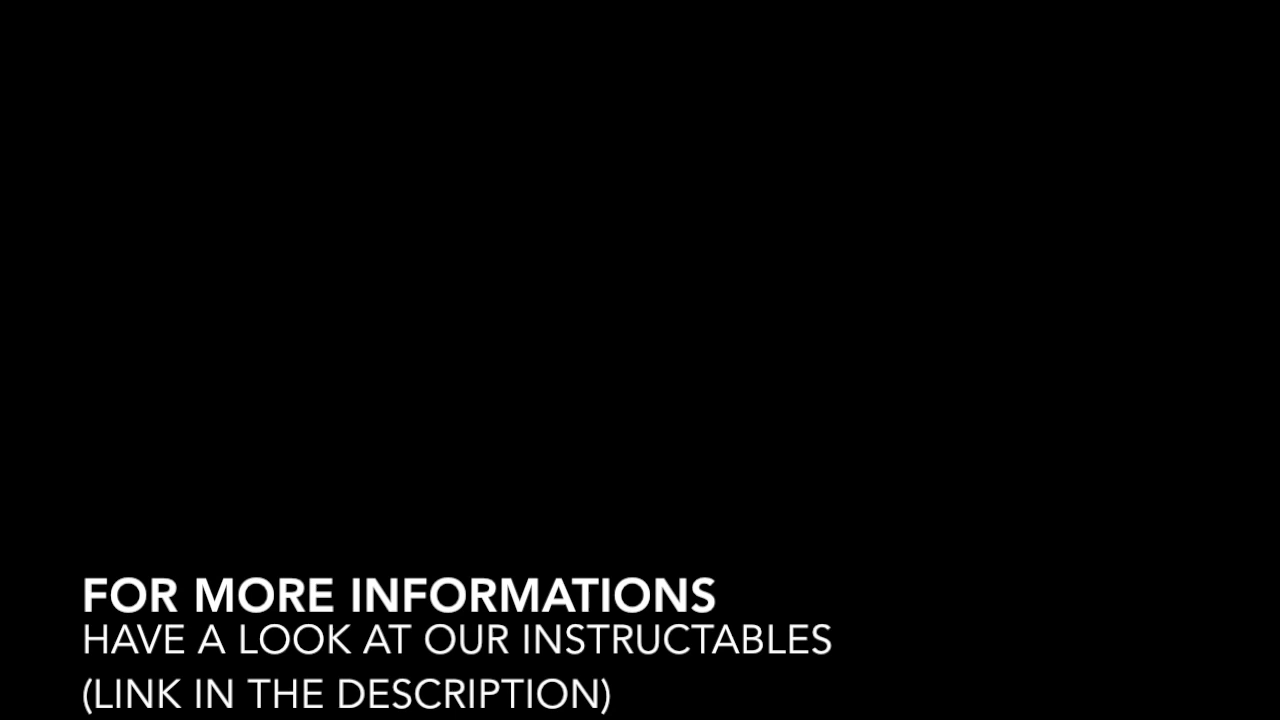 FOR MORE INFORMATIONS
HAVE A LOOK AT OUR INSTRUCTABLES
(LINK IN THE DESCRIPTION)